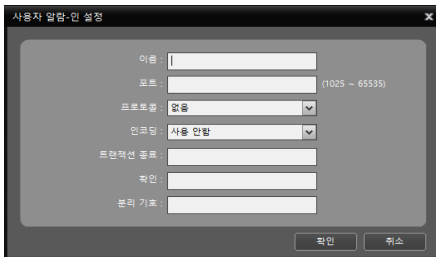 사용자 알람-인 설정
이름 :
포트 : (1025 ~ 65535)
프로토콜 : 없음
인코딩 : 사용 안함
트랜잭션 종료 :
확인 :
분리 기호 :
확인 취소